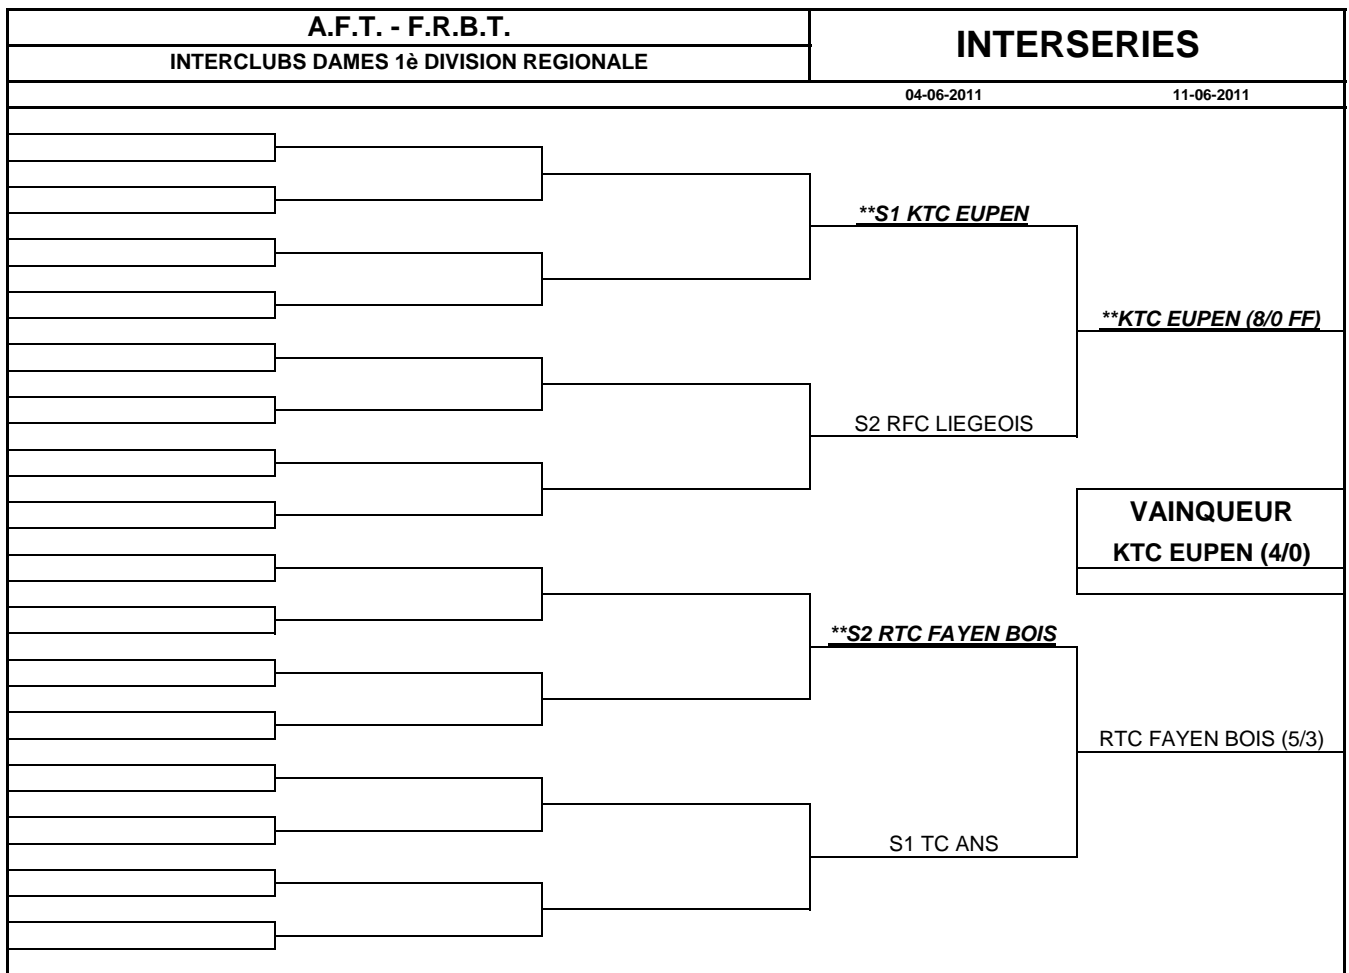 A.F.T. - F.R.B.T.
INTERCLUBS DAMES 1è DIVISION REGIONALE
INTERSERIES
04-06-2011
11-06-2011
**S1 KTC EUPEN
**KTC EUPEN (8/0 FF)
S2 RFC LIEGEOIS
VAINQUEUR
KTC EUPEN (4/0)
**S2 RTC FAYEN BOIS
RTC FAYEN BOIS (5/3)
S1 TC ANS